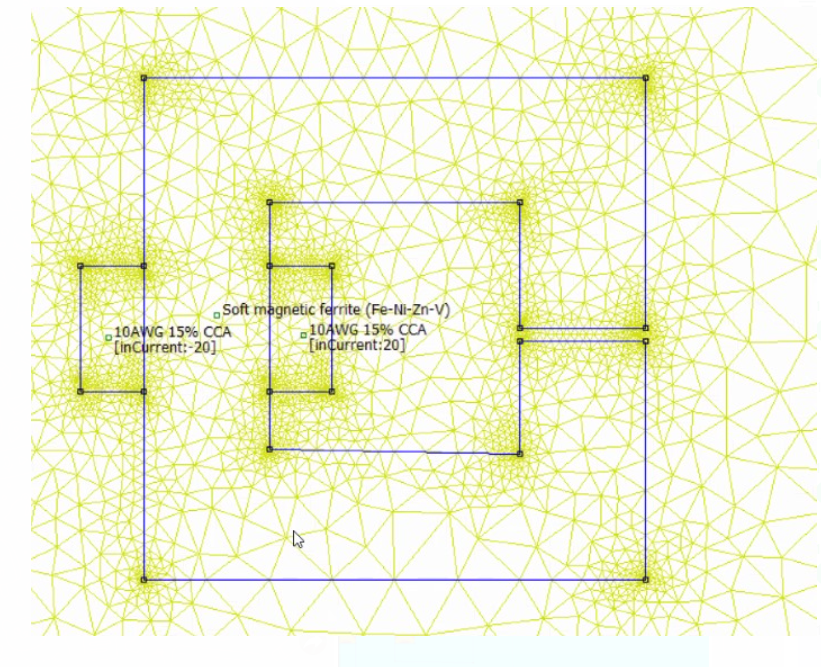 Soft magnetic ferrite (Fe-Ni-Zn-V)
10AWG 15% CCA
[inCurrent:-20]
10AWG 15% CCA
[inCurrent:20]